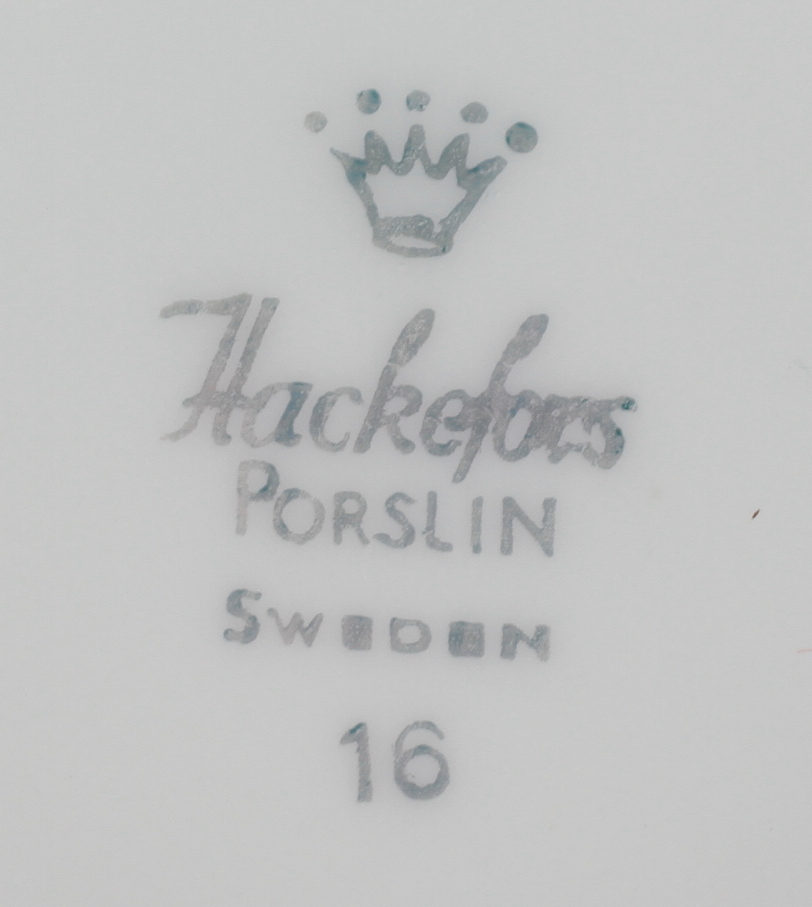 Hackefors
PORSLIN
SWEDEN
16